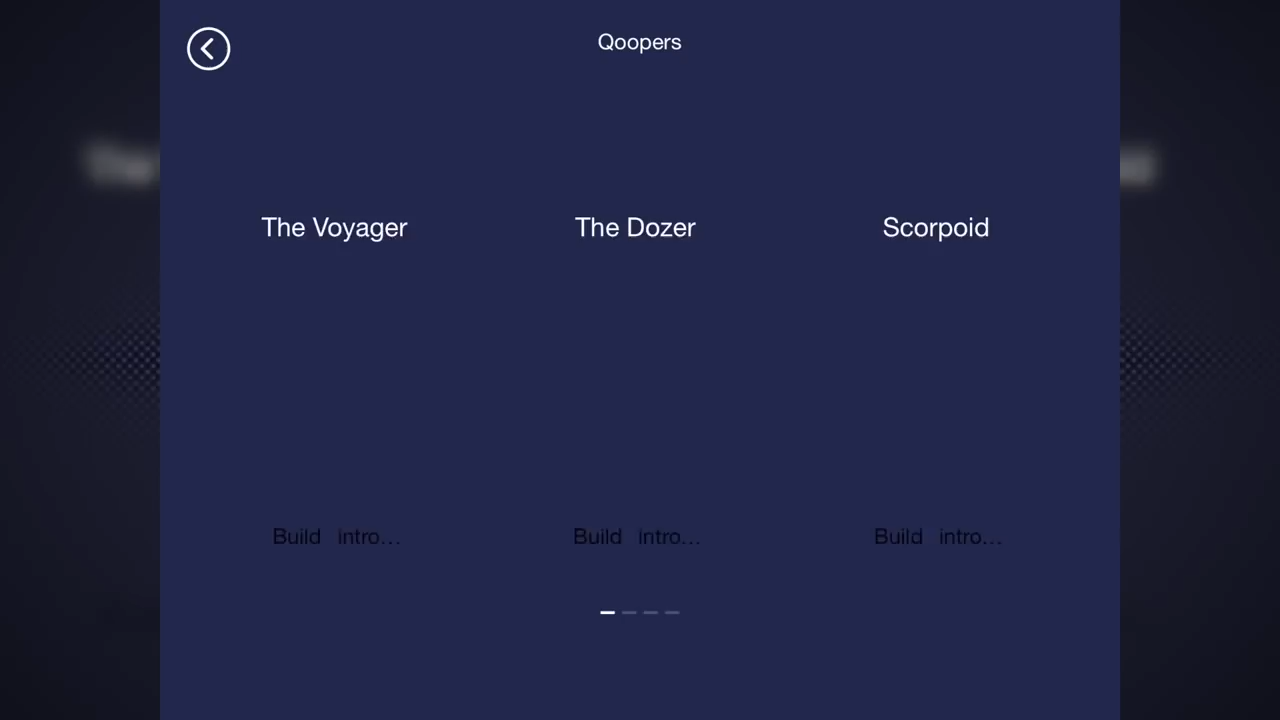 Qoopers
The Voyager The Dozer Scorpoid
Build intro... Build intro... Build intro...